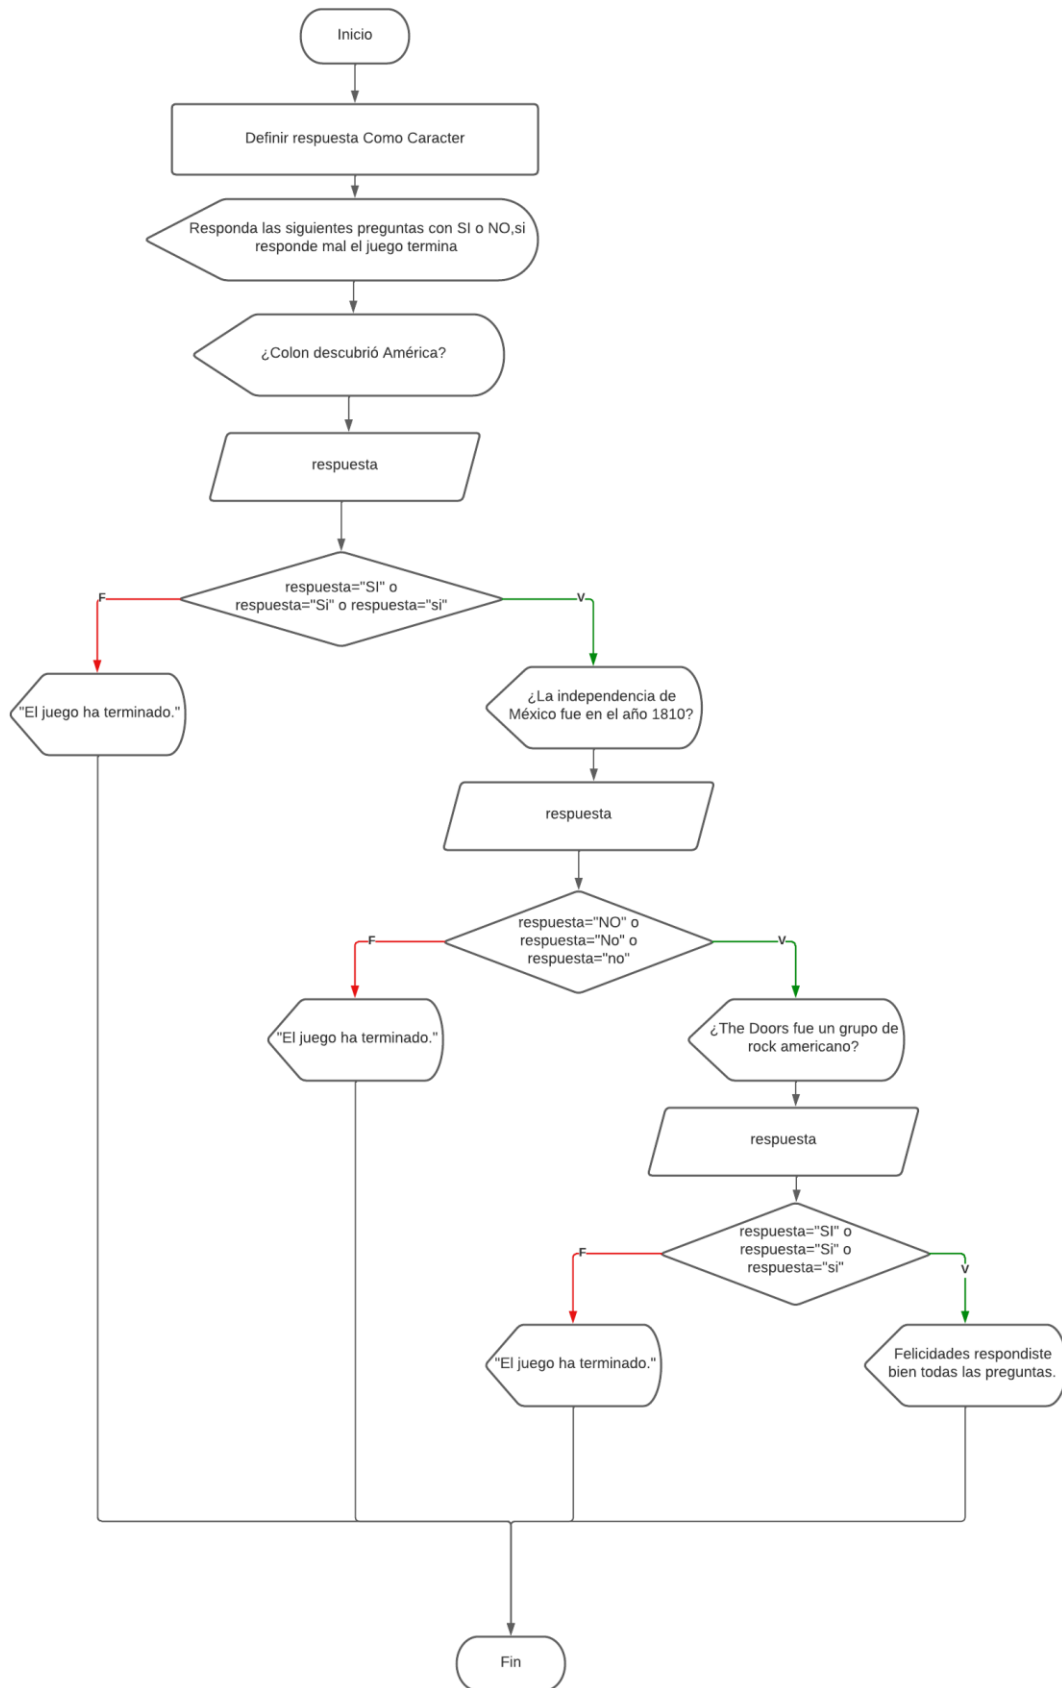 Inicio
Definir respuesta Como Caracter
Responda las siguientes preguntas con SI o NO,si
responde mal el juego termina
¿Colon descubrió América?
respuesta
respuesta="SI" o
respuesta="Si" o respuesta="si"
F
V
"El juego ha terminado."
¿La independencia de
México fue en el año 1810?
respuesta
respuesta="NO" o
respuesta="No" o
respuesta="no"
F
V
"El juego ha terminado."
¿The Doors fue un grupo de
rock americano?
respuesta
respuesta="SI" o
respuesta="Si" o
respuesta="si"
F
V
"El juego ha terminado."
Felicidades respondiste
bien todas las preguntas.
Fin